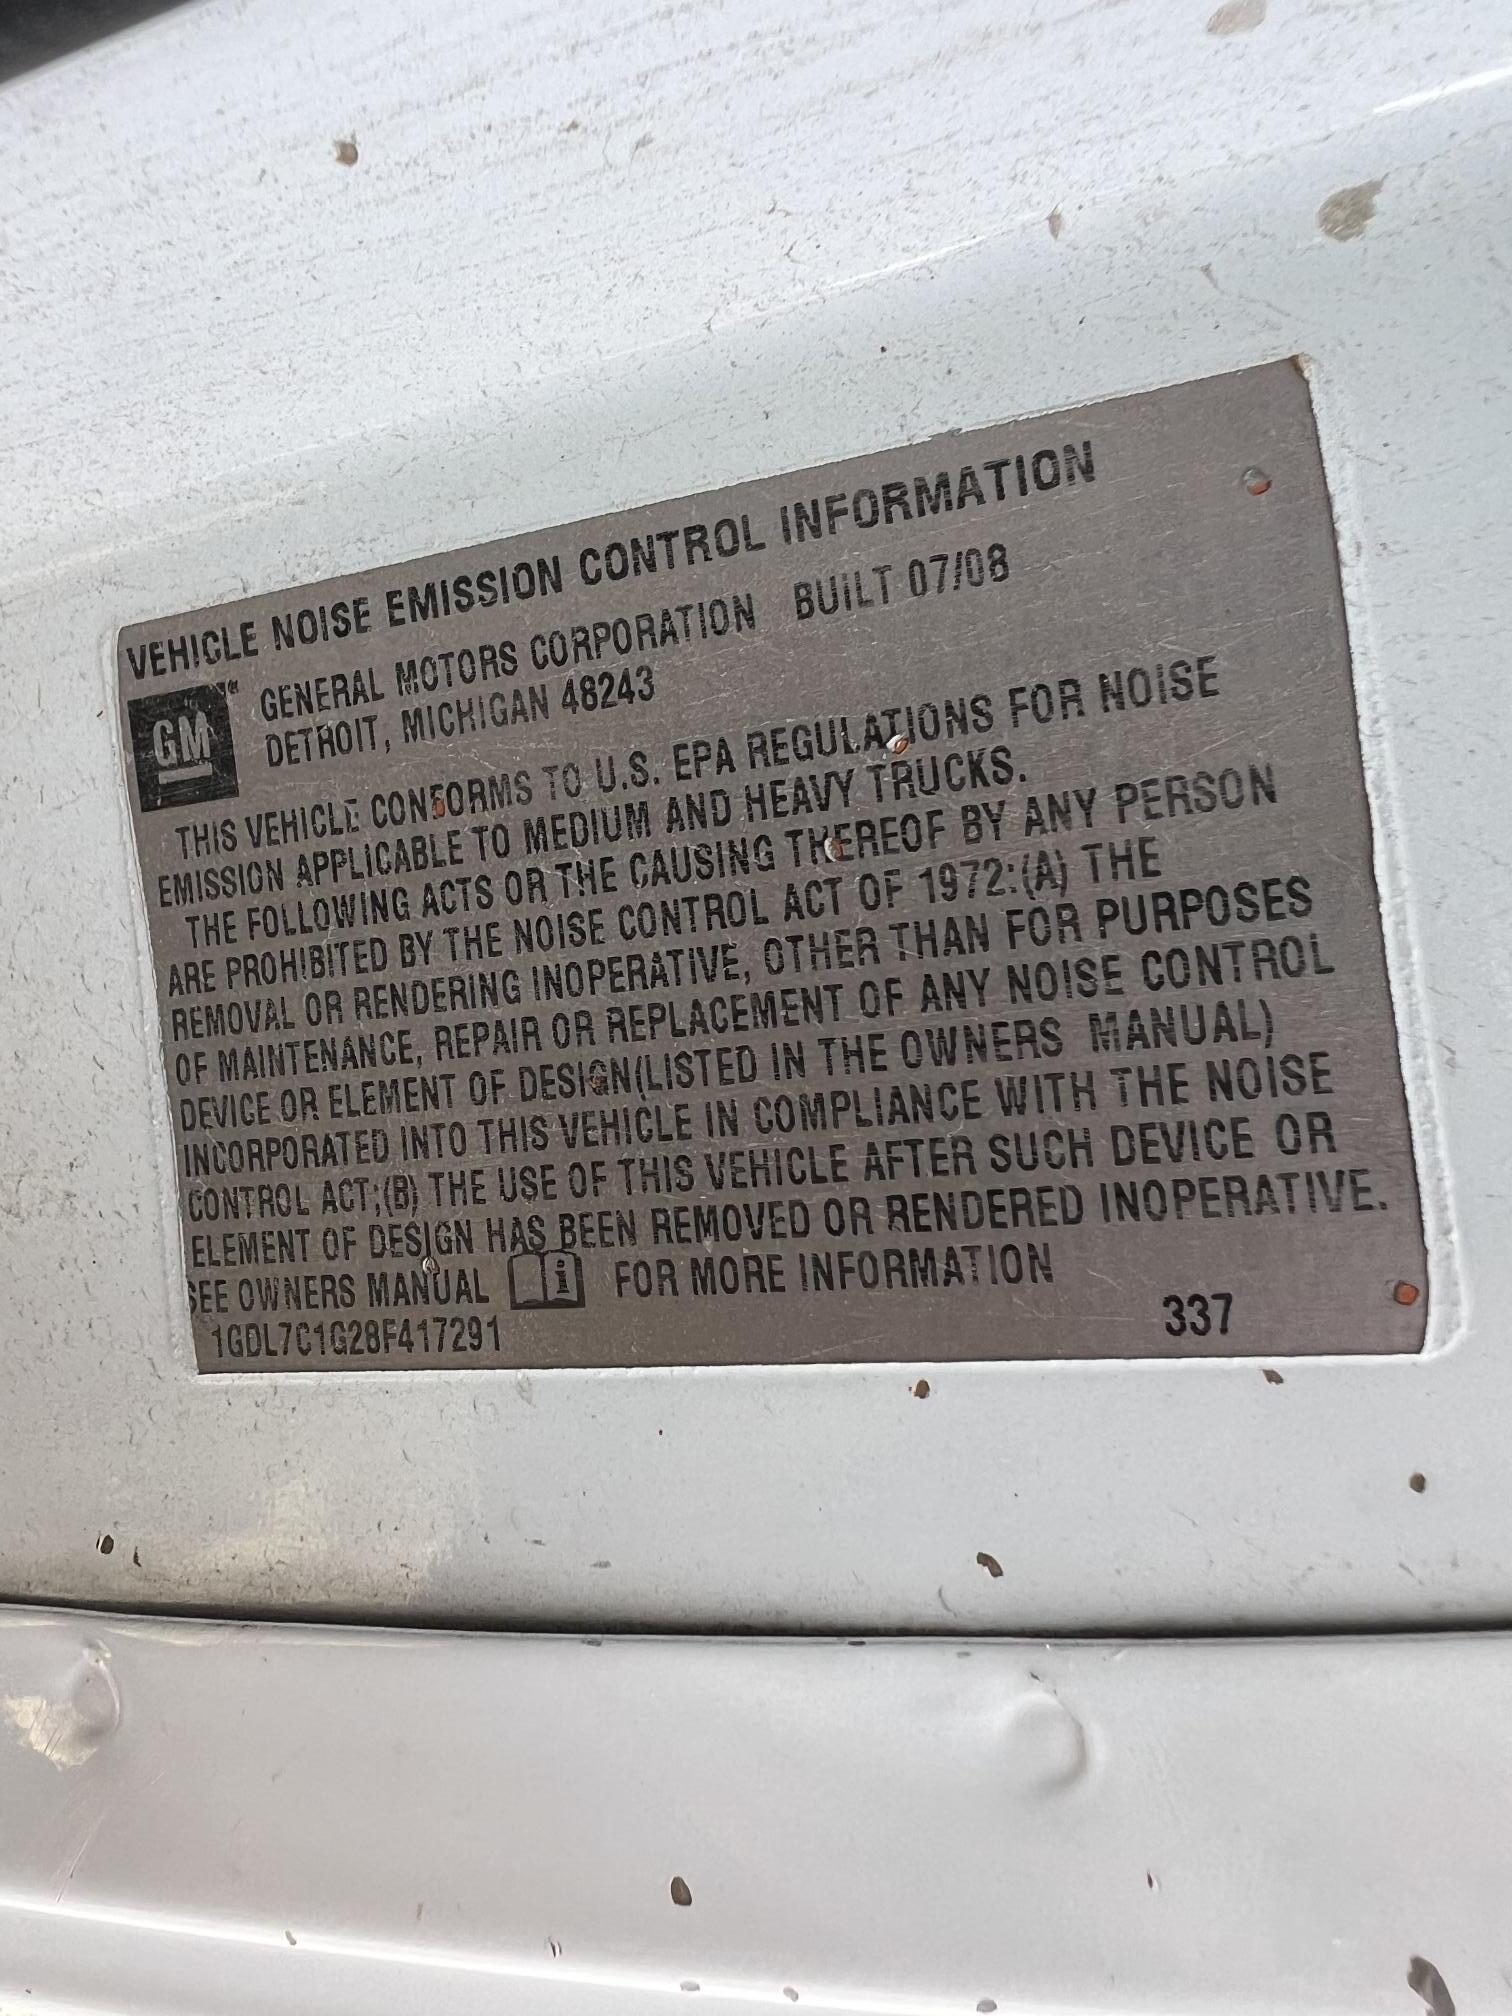 VEHICLE NOISE EMISSION CONTROL INFORMATION
GM
GENERAL MOTORS CORPORATION BUILT 07/08
DETROIT, MICHIGAN 48243
THIS VEHICLE CONFORMS TO U.S. EPA REGULATIONS FOR NOISE
EMISSION APPLICABLE TO MEDIUM AND HEAVY TRUCKS.
THE FOLLOWING ACTS OR THE CAUSING THEREOF BY ANY PERSON
ARE PROHIBITED BY THE NOISE CONTROL ACT OF 1972:(A) THE
REMOVAL OR RENDERING INOPERATIVE, OTHER THAN FOR PURPOSES
OF MAINTENANCE, REPAIR OR REPLACEMENT OF ANY NOISE CONTROL
DEVICE OR ELEMENT OF DESIGN(LISTED IN THE OWNERS MANUAL)
INCORPORATED INTO THIS VEHICLE IN COMPLIANCE WITH THE NOISE
CONTROL ACT;(B) THE USE OF THIS VEHICLE AFTER SUCH DEVICE OR
ELEMENT OF DESIGN HAS BEEN REMOVED OR RENDERED INOPERATIVE.
SEE OWNERS MANUAL i FOR MORE INFORMATION
1GDL7C1G28F417291 337